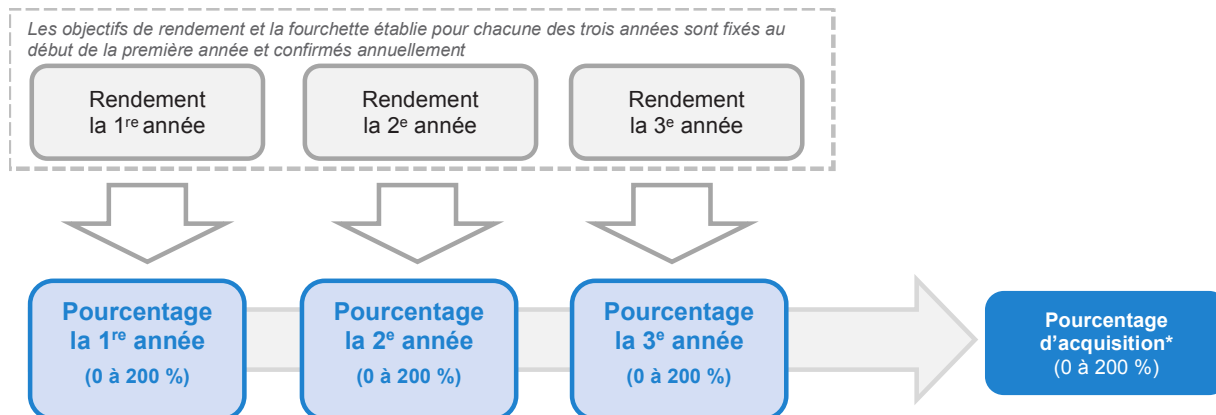 Les objectifs de rendement et la fourchette établie pour chacune des trois années sont fixés au
début de la première année et confirmés annuellement
Rendement
la 1re année
Rendement
la 2e année
Rendement
la 3e année
Pourcentage
la 1re année
(0 à 200 %)
Pourcentage
la 2e année
(0 à 200 %)
Pourcentage
la 3e année
(0 à 200 %)
Pourcentage
d'acquisition*
(0 à 200 %)